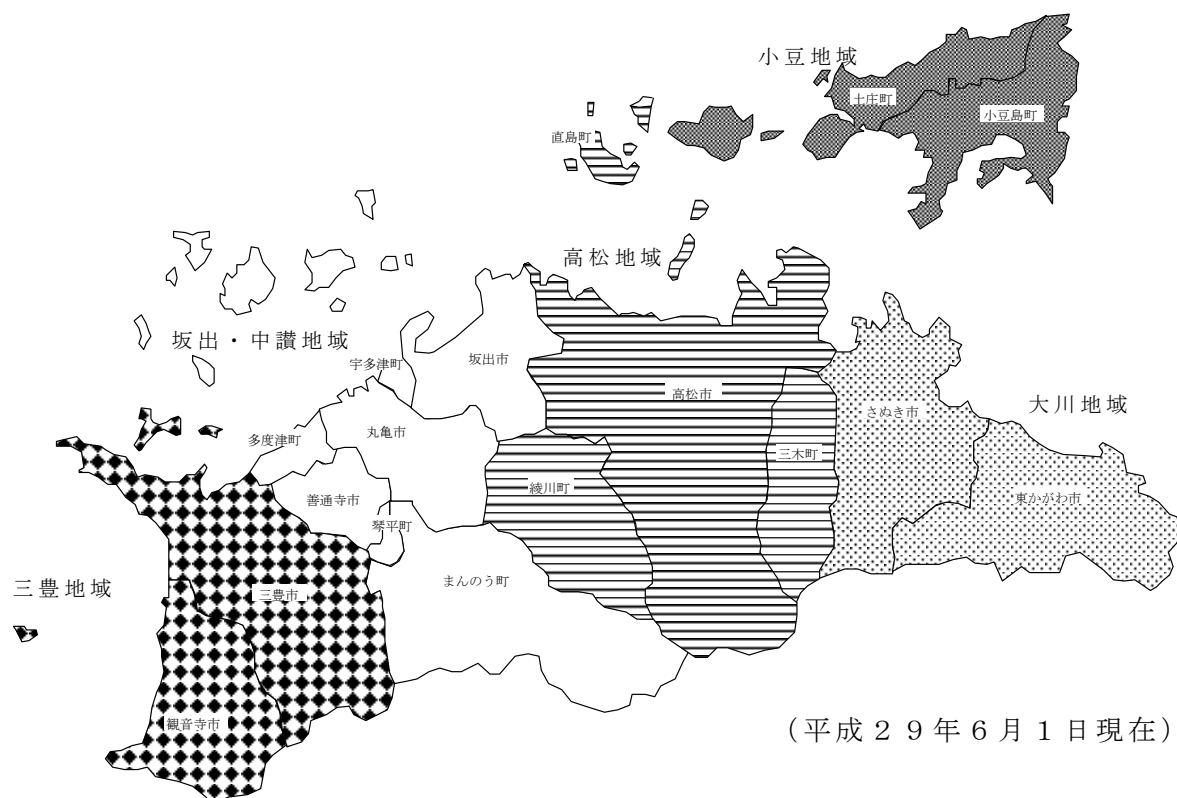 小豆地域
土庄町
小豆島町
直島町
高松地域
坂出・中讃地域
宇多津町
坂出市
高松市
さぬき市
大川地域
多度津町
丸亀市
三木町
綾川町
善通寺市
東かがわ市
琴平町
まんのう町
三豊地域
三豊市
観音寺市
（平成２９年６月１日現在）